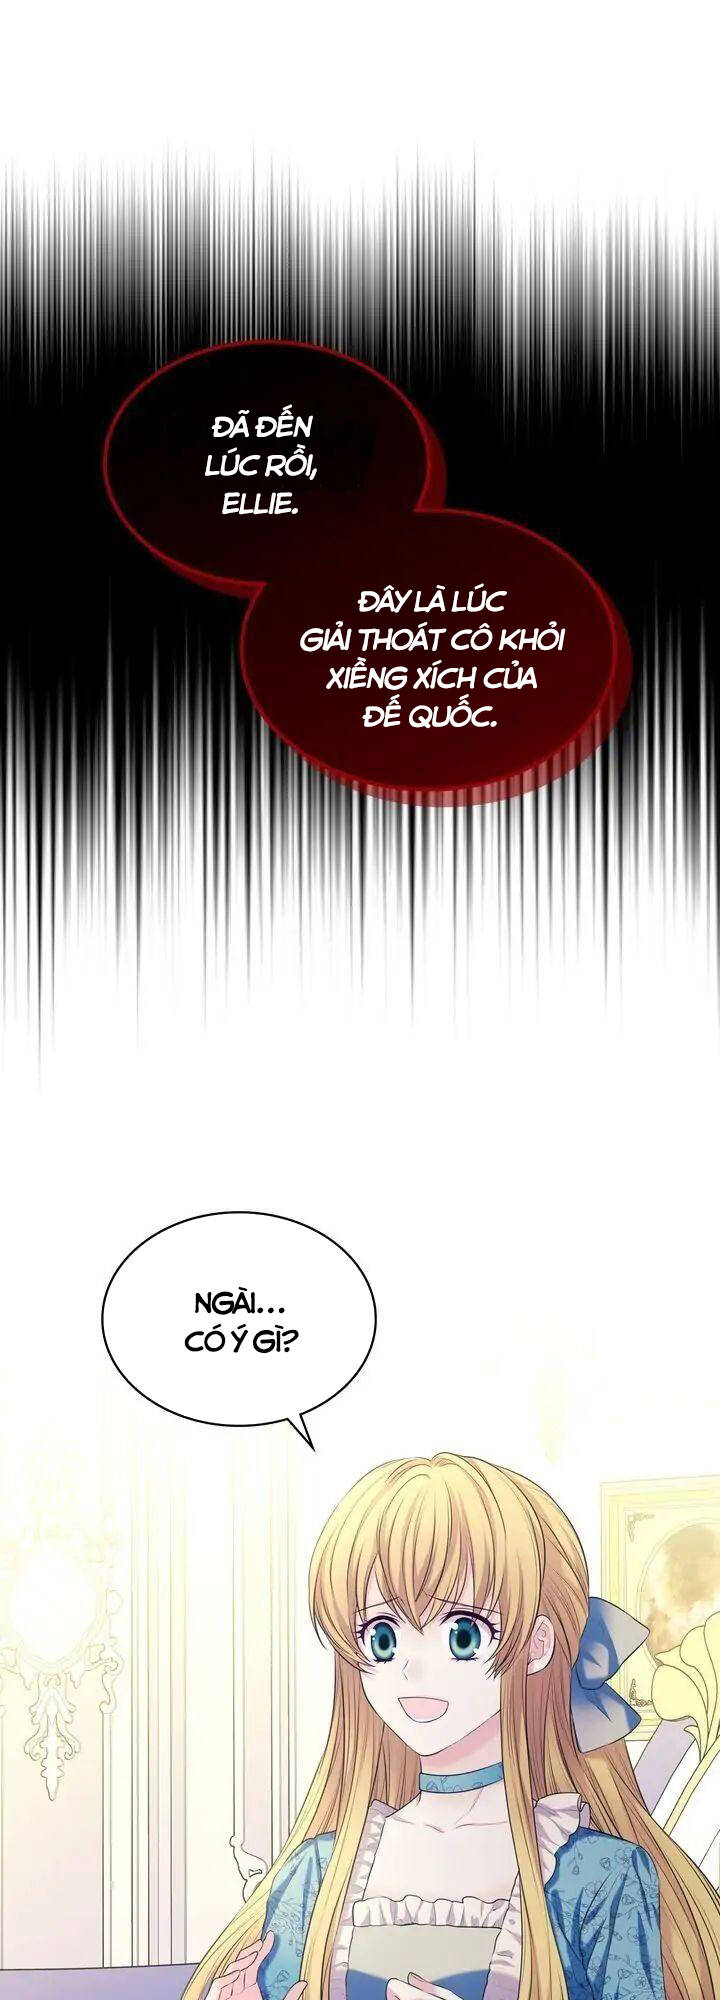 ĐÃ ĐẾN
LÚC RỒI,
ELLIE.
ĐÂY LÀ LÚC
GIẢI THOÁT CÔ KHỎI
XIỀNG XÍCH CỦA
ĐẾ QUỐC.
NGÀI...
CÓ Ý GÌ?